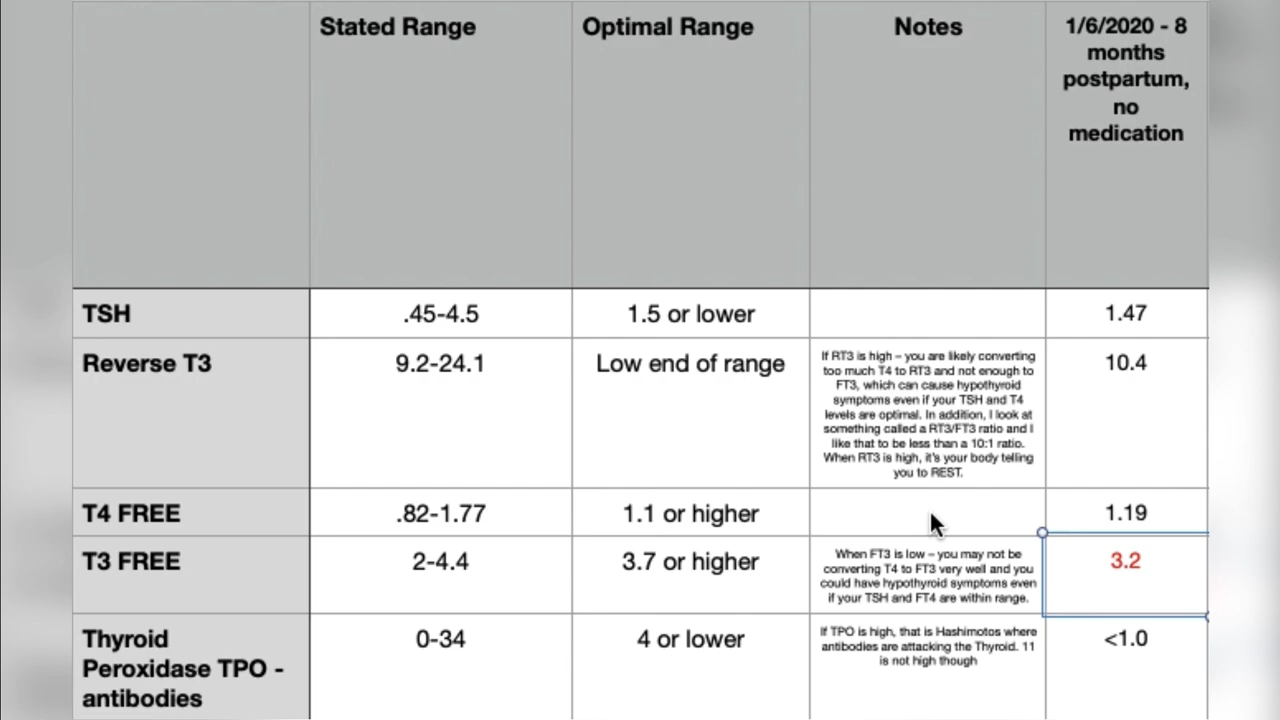 Stated Range
Optimal Range
Notes
1/6/2020 - 8
months
postpartum,
no
medication
TSH
.45-4.5
1.5 or lower
1.47
Reverse T3
9.2-24.1
Low end of range
If RT3 is high – you are likely converting
too much T4 to RT3 and not enough to
FT3, which can cause hypothyroid
symptoms even if your TSH and T4
levels are optimal. In addition, I look at
something called a RT3/FT3 ratio and I
like that to be less than a 10:1 ratio.
When RT3 is high, it's your body telling
you to REST.
10.4
T4 FREE
.82-1.77
1.1 or higher
1.19
T3 FREE
2-4.4
3.7 or higher
When FT3 is low – you may not be
converting T4 to FT3 very well and you
could have hypothyroid symptoms even
if your TSH and FT4 are within range.
3.2
Thyroid
Peroxidase TPO -
antibodies
0-34
4 or lower
If TPO is high, that is Hashimotos where
antibodies are attacking the Thyroid. 11
is not high though
<1.0